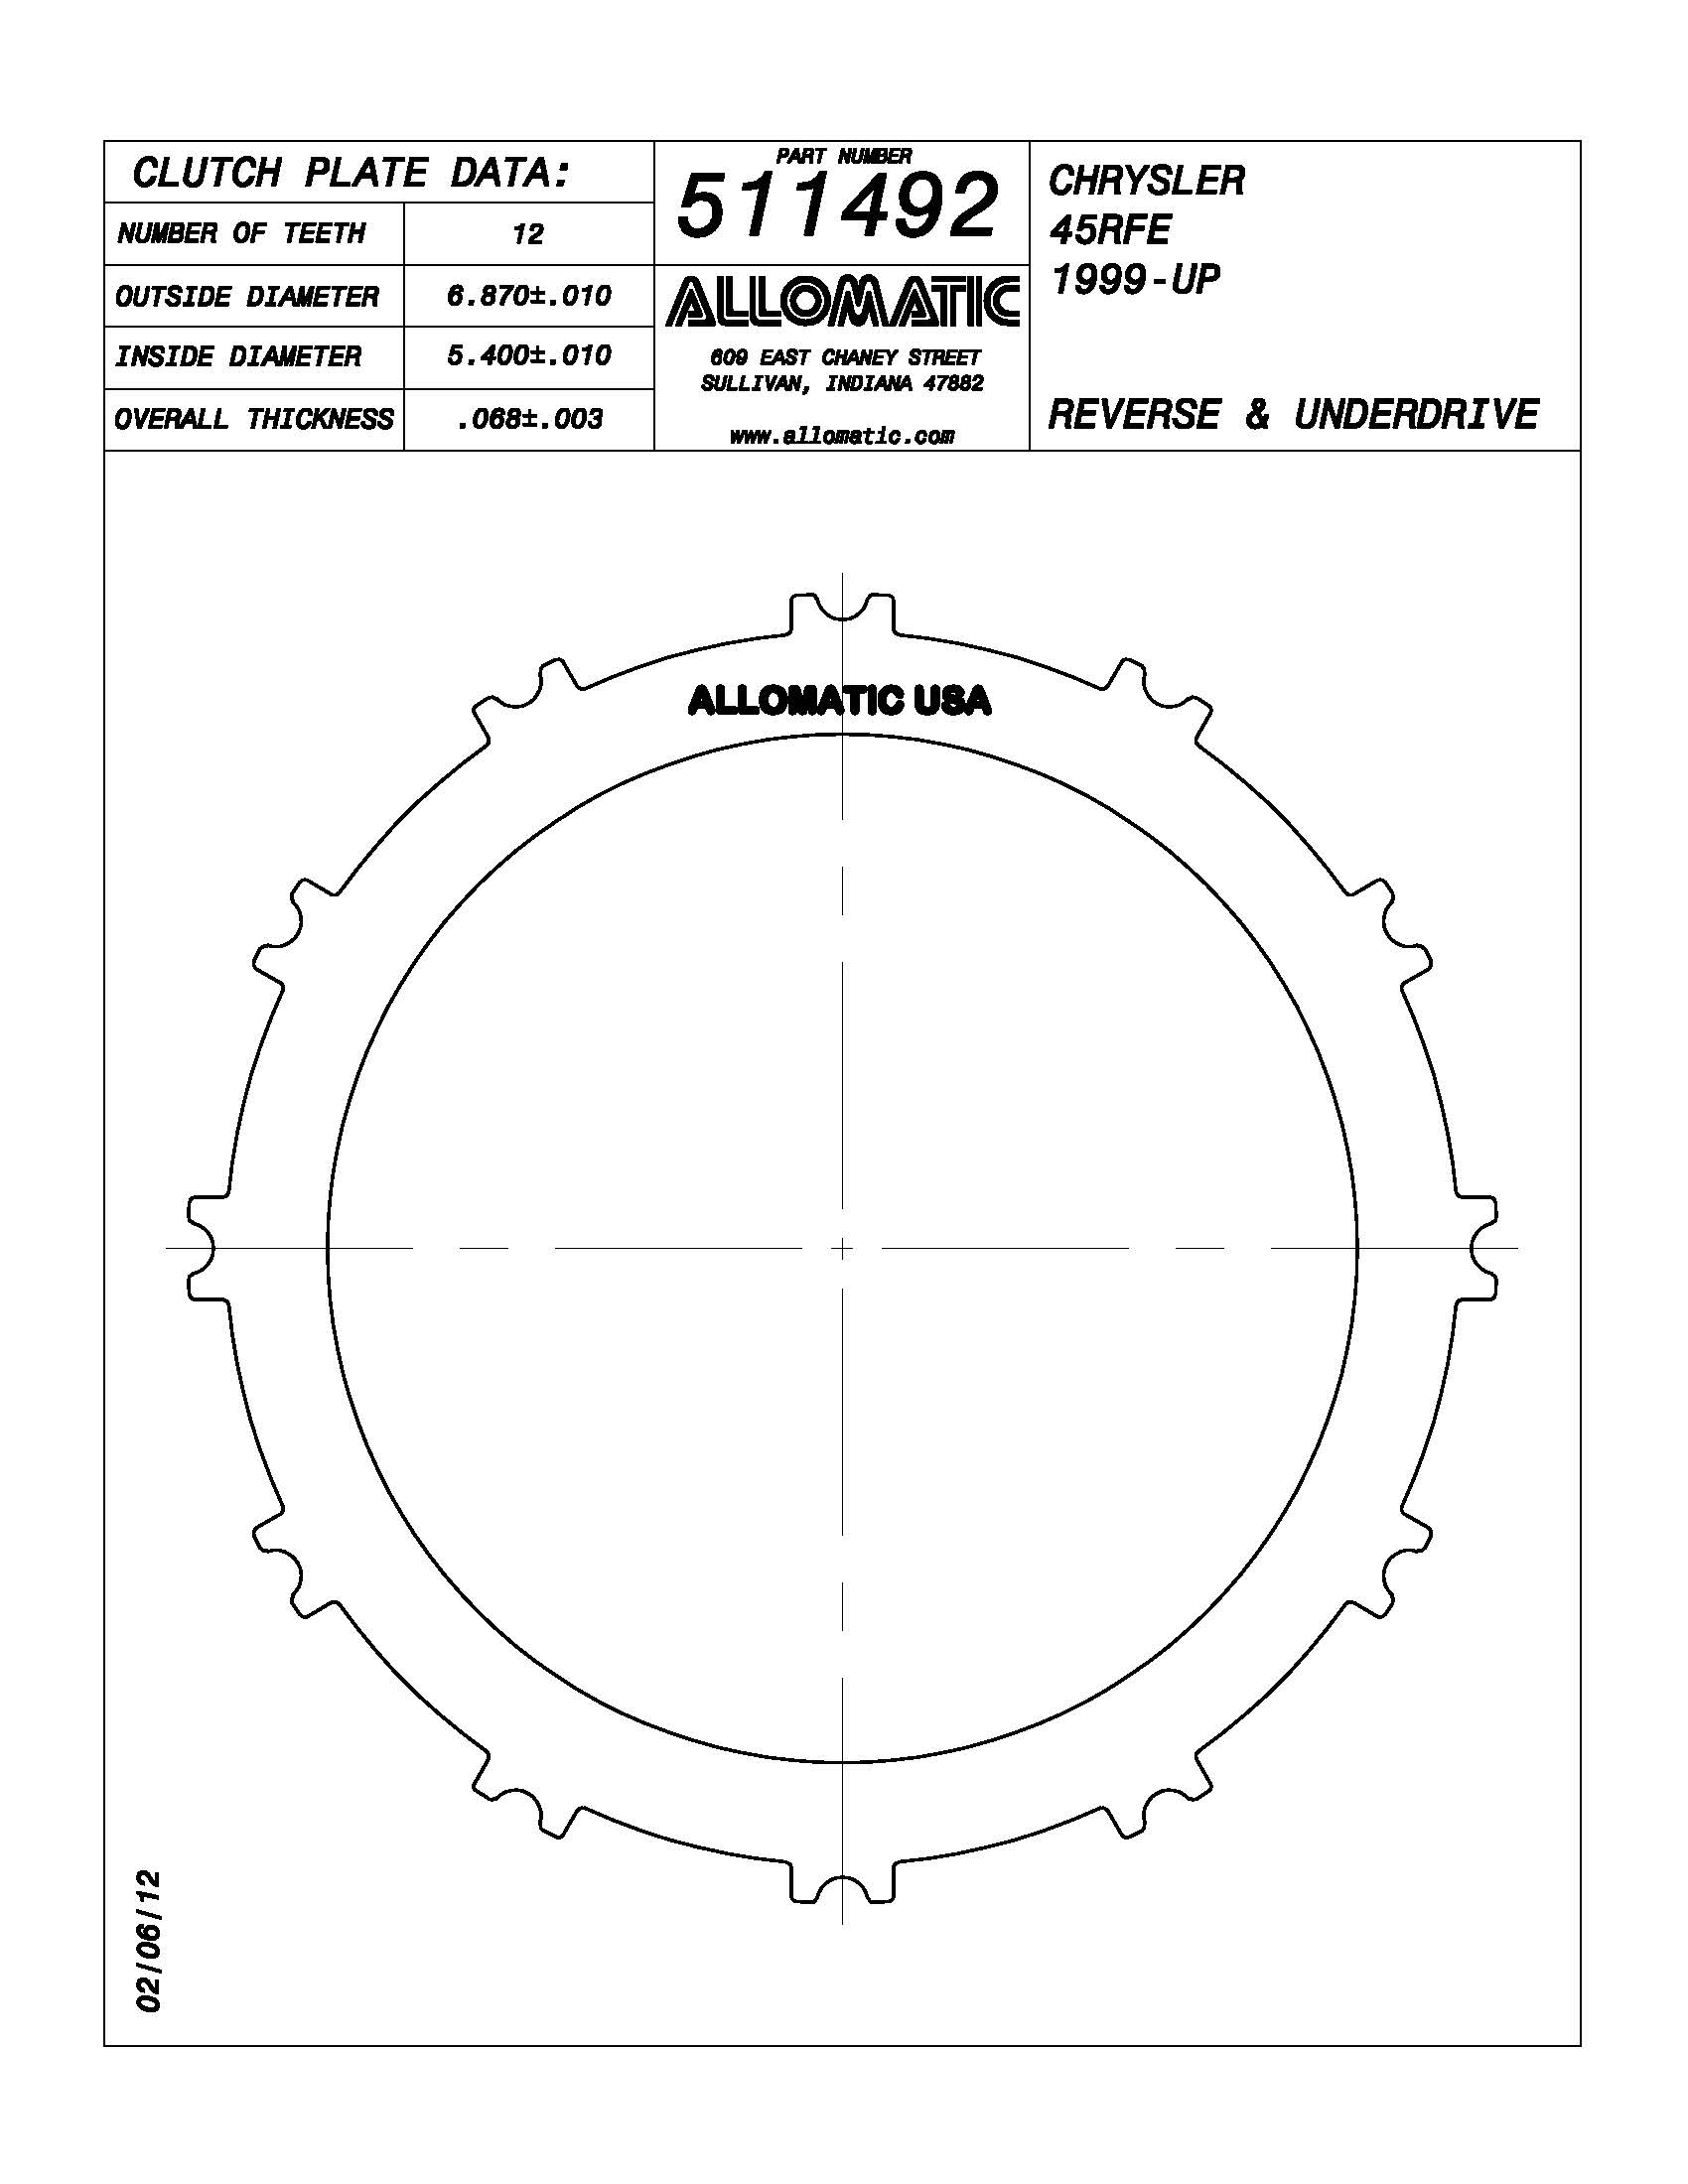 CLUTCH PLATE DATA:
NUMBER OF TEETH 12
OUTSIDE DIAMETER 6.870±.010
INSIDE DIAMETER 5.400±.010
OVERALL THICKNESS .068±.003
PART NUMBER
511492
ALLOMATIC
609 EAST CHANEY STREET
SULLIVAN, INDIANA 47882
www.allomatic.com
CHRYSLER
45RFE
1999-UP
REVERSE & UNDERDRIVE
ALLOMATIC USA
02/06/12